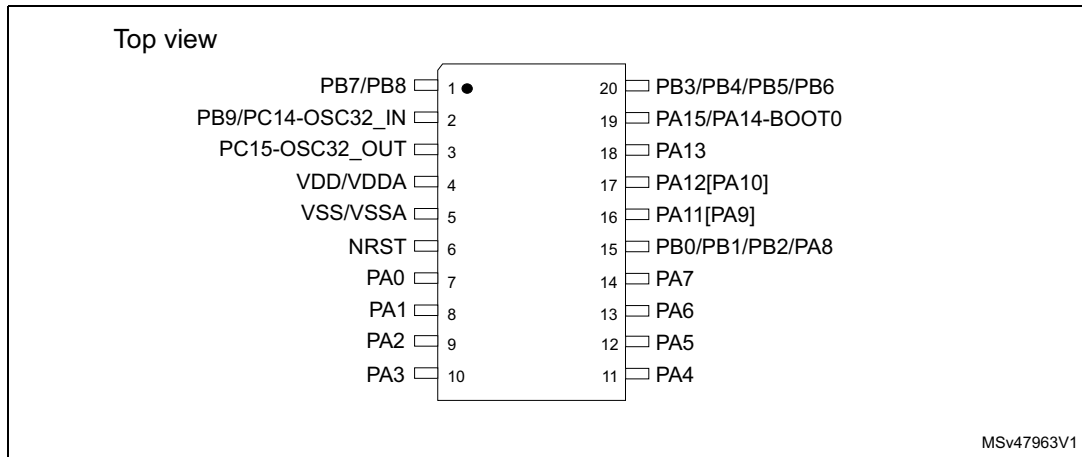 Top view
PB7/PB8 1 20 PB3/PB4/PB5/PB6
PB9/PC14-OSC32_IN 2 19 PA15/PA14-BOOT0
PC15-OSC32_OUT 3 18 PA13
VDD/VDDA 4 17 PA12[PA10]
VSS/VSSA 5 16 PA11[PA9]
NRST 6 15 PB0/PB1/PB2/PA8
PA0 7 14 PA7
PA1 8 13 PA6
PA2 9 12 PA5
PA3 10 11 PA4
MSv47963V1